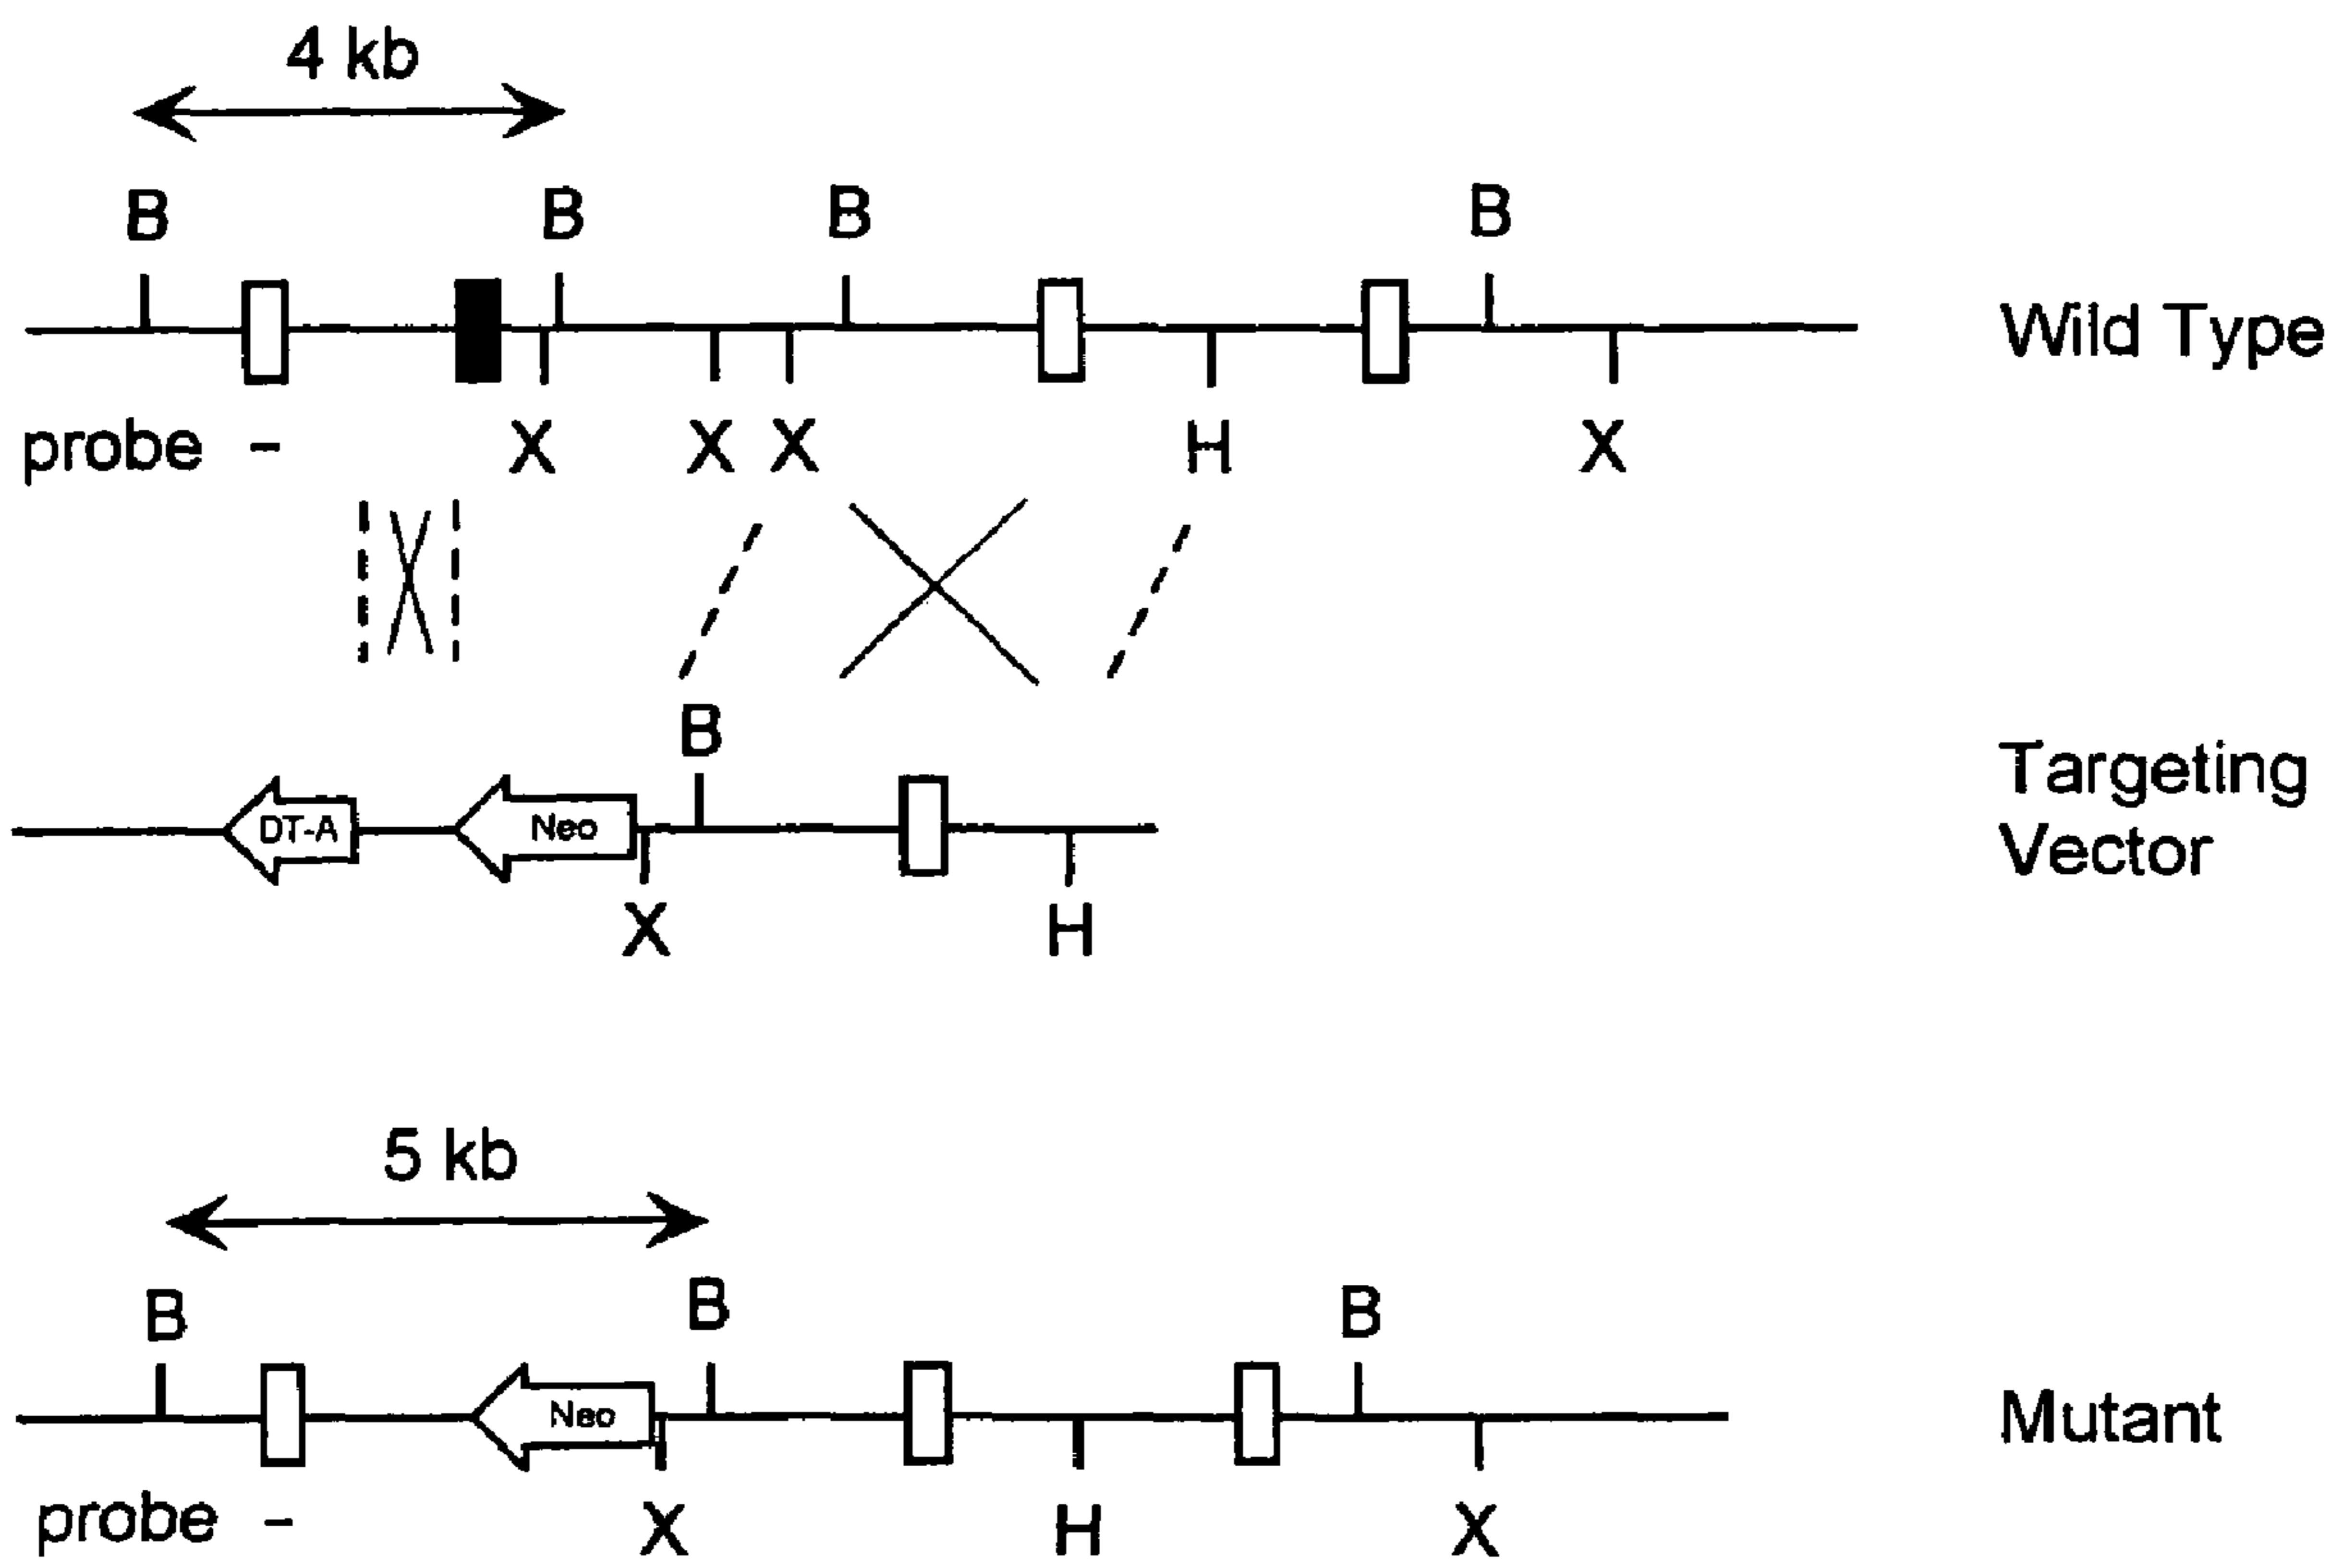 4 kb
B B B B
Wild Type
probe - X X X H X
B
DT-A Neo
Targeting
Vector
X H
5 kb
B B B
Neo
Mutant
probe - X H X